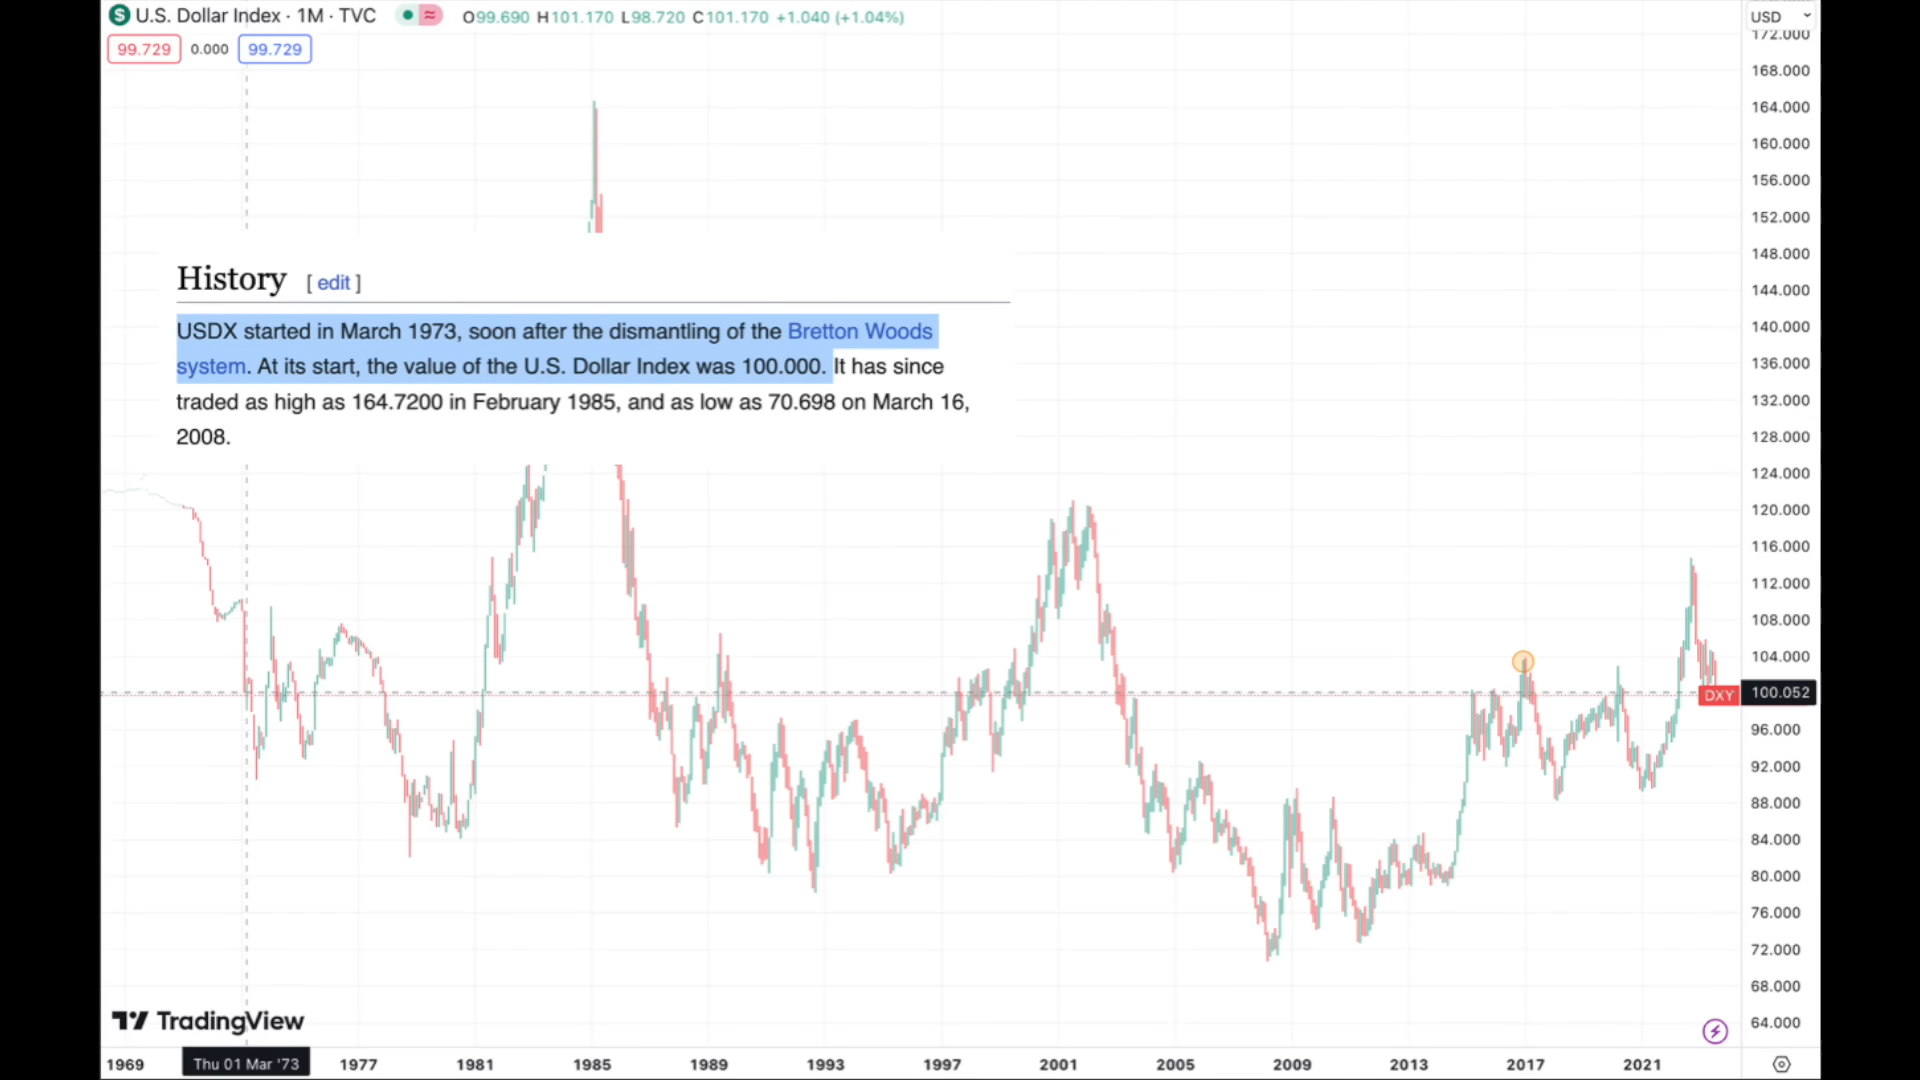 U.S. Dollar Index · 1M · TVC O99.690 H101.170 L98.720 C101.170 +1.040 (+1.04%)
USD
99.729 0.000 99.729
172.000
168.000
164.000
160.000
156.000
152.000
148.000
144.000
140.000
136.000
132.000
128.000
124.000
120.000
116.000
112.000
108.000
104.000
DXY 100.052
96.000
92.000
88.000
84.000
80.000
76.000
72.000
68.000
64.000
History [ edit ]
USDX started in March 1973, soon after the dismantling of the Bretton Woods
system. At its start, the value of the U.S. Dollar Index was 100.000. It has since
traded as high as 164.7200 in February 1985, and as low as 70.698 on March 16,
2008.
TradingView
1969 Thu 01 Mar '73 1977 1981 1985 1989 1993 1997 2001 2005 2009 2013 2017 2021